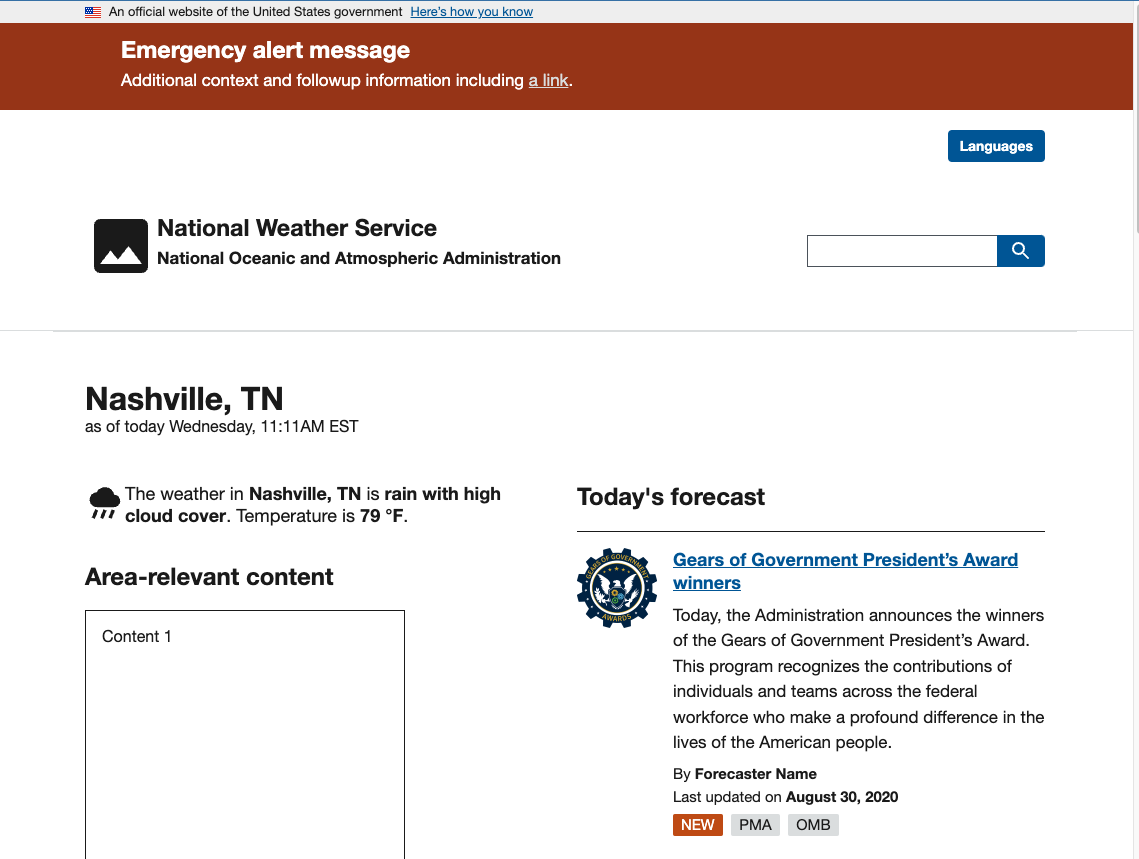 An official website of the United States government Here's how you know
Emergency alert message
Additional context and followup information including a link.
Languages
National Weather Service
National Oceanic and Atmospheric Administration
Nashville, TN
as of today Wednesday, 11:11AM EST
The weather in Nashville, TN is rain with high
cloud cover. Temperature is 79 °F.
Area-relevant content
Content 1
Today's forecast
GEARS OF GOVERNMENT
AWARDS
Gears of Government President’s Award
winners
Today, the Administration announces the winners
of the Gears of Government President’s Award.
This program recognizes the contributions of
individuals and teams across the federal
workforce who make a profound difference in the
lives of the American people.
By Forecaster Name
Last updated on August 30, 2020
NEW PMA OMB